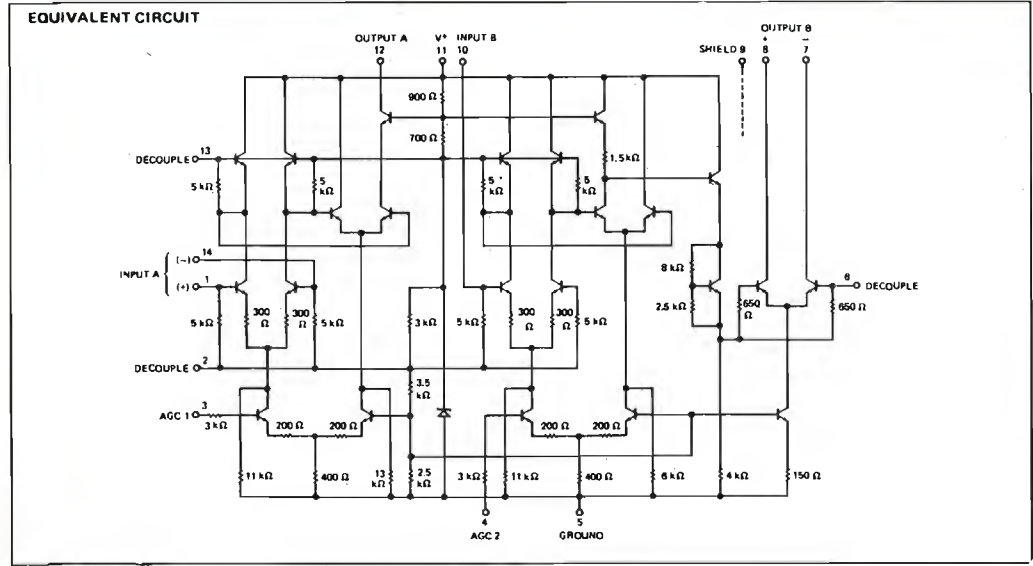 EQUIVALENT CIRCUIT
OUTPUT A
12
V+
11
INPUT B
10
SHIELD 9
OUTPUT B
+
8
−
7
900 Ω
700 Ω
DECOUPLE 13
5 kΩ
5 kΩ
5 kΩ
5 kΩ
1.5 kΩ
INPUT A
(−) 14
(+) 1
8 kΩ
2.5 kΩ
6
DECOUPLE
5 kΩ
300 Ω
300 Ω
5 kΩ
3 kΩ
5 kΩ
300 Ω
300 Ω
5 kΩ
650 Ω
650 Ω
DECOUPLE 2
3.5 kΩ
AGC 1 3
3 kΩ
200 Ω
200 Ω
200 Ω
200 Ω
11 kΩ
400 Ω
13 kΩ
2.5 kΩ
3 kΩ
11 kΩ
400 Ω
6 kΩ
4 kΩ
150 Ω
4
AGC 2
5
GROUND